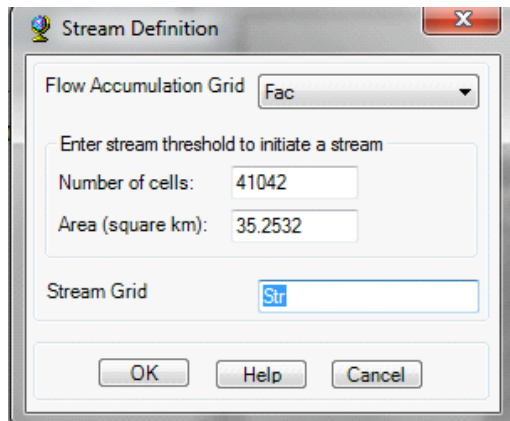 Stream Definition
Flow Accumulation Grid Fac
Enter stream threshold to initiate a stream
Number of cells: 41042
Area (square km): 35.2532
Stream Grid Str
OK Help Cancel